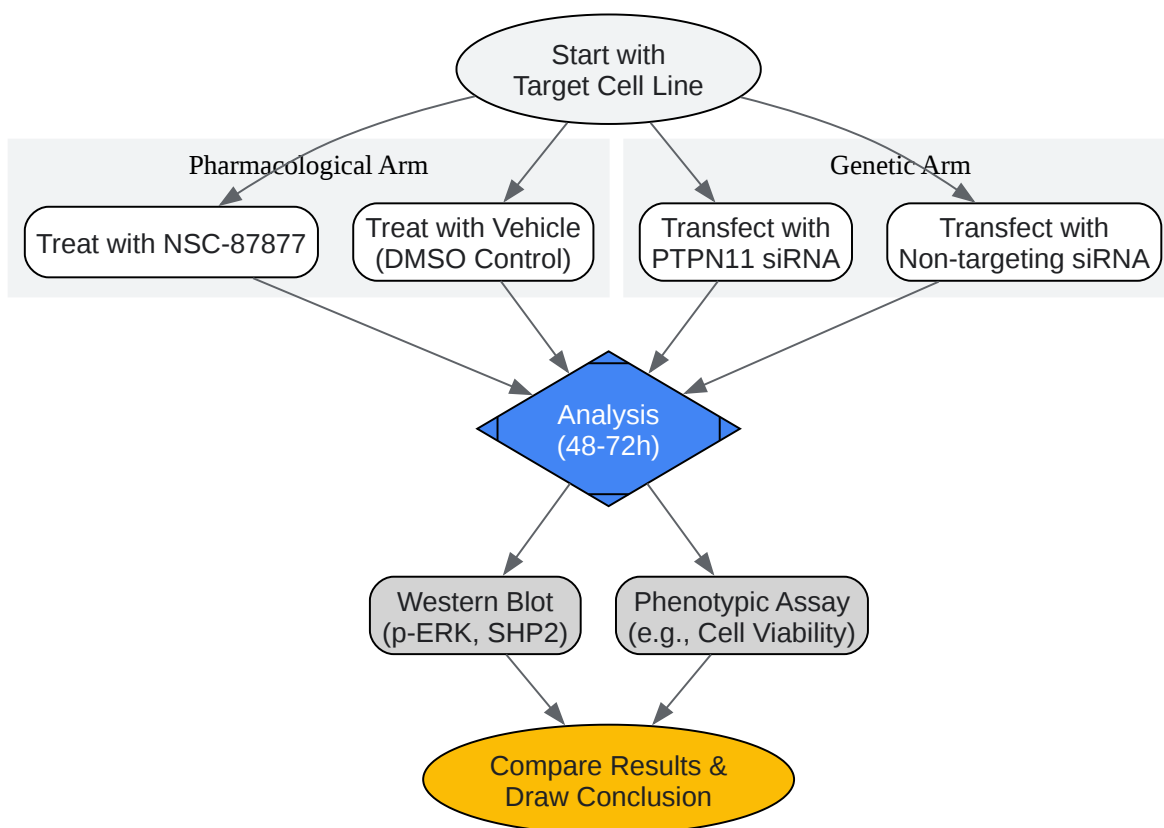 Start with
Target Cell Line
Pharmacological Arm
Genetic Arm
Treat with NSC-87877
Treat with Vehicle
(DMSO Control)
Transfect with
PTPN11 siRNA
Transfect with
Non-targeting siRNA
Analysis
(48-72h)
Western Blot
(p-ERK, SHP2)
Phenotypic Assay
(e.g., Cell Viability)
Compare Results &
Draw Conclusion